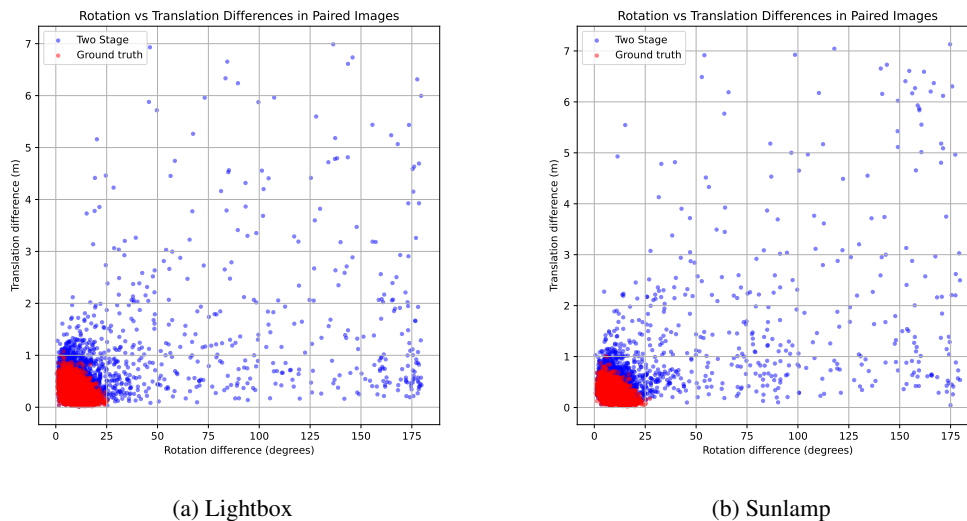 Rotation vs Translation Differences in Paired Images
Two Stage
Ground truth
7
6
5
4
3
2
1
0
Translation difference (m)
0 25 50 75 100 125 150 175
Rotation difference (degrees)
(a) Lightbox
Rotation vs Translation Differences in Paired Images
Two Stage
Ground truth
7
6
5
4
3
2
1
0
Translation difference (m)
0 25 50 75 100 125 150 175
Rotation difference (degrees)
(b) Sunlamp